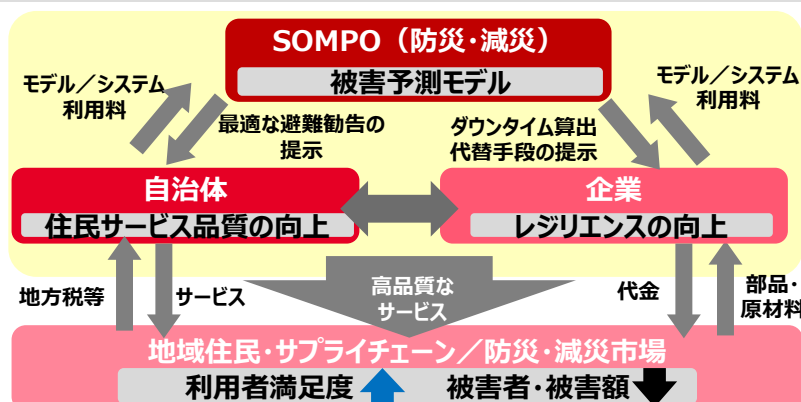 SOMPO（防災・減災）
被害予測モデル
モデル／システム
利用料
最適な避難勧告の
提示
ダウンタイム算出
代替手段の提示
モデル／システム
利用料
自治体
住民サービス品質の向上
企業
レジリエンスの向上
地方税等
サービス
高品質な
サービス
代金
部品・
原材料
地域住民・サプライチェーン／防災・減災市場
利用者満足度
被害者・被害額